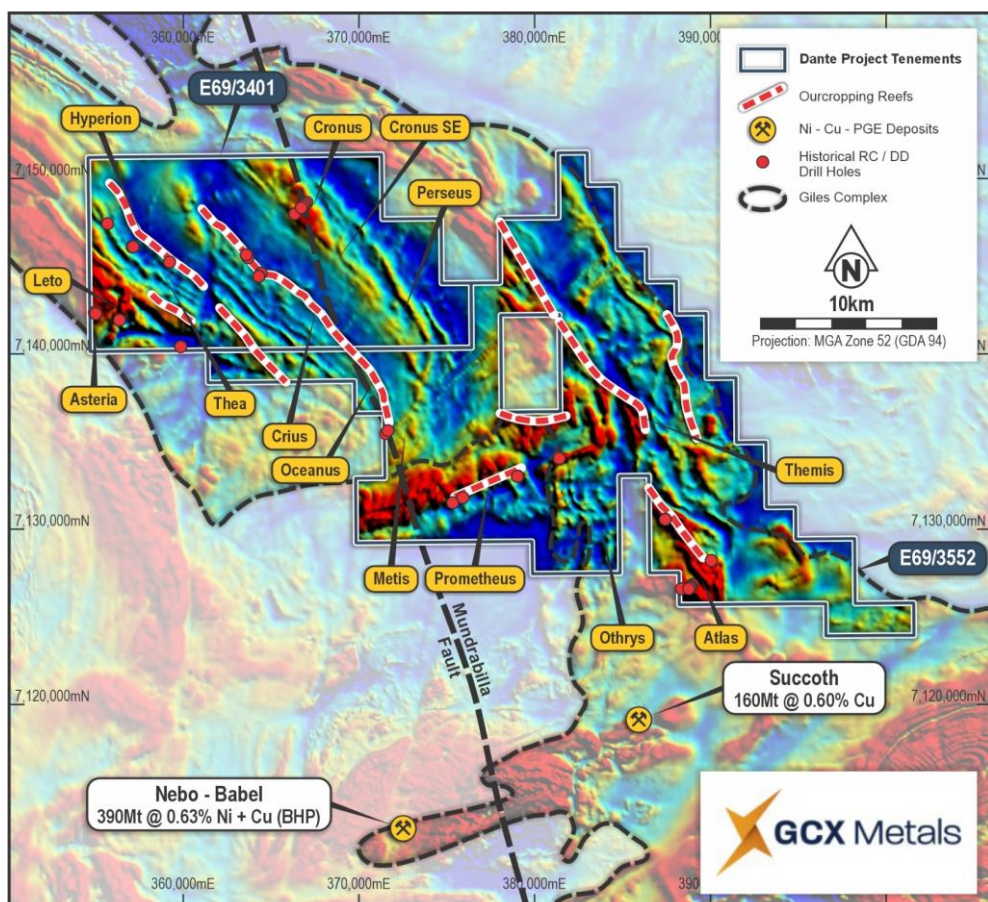 360,000mE
370,000mE
380,000mE
390,000
E69/3401
Hyperion
Cronus
Cronus SE
Perseus
7,150,000mN
Leto
7,140,000mN
Asteria
Thea
Crius
Oceanus
Themis
7,130,000mN
7,130,000mN
Metis
Prometheus
E69/3552
Othrys
Atlas
Mundrabilla
Fault
7,120,000mN
7,120,000mN
Succoth
160Mt @ 0.60% Cu
Nebo - Babel
390Mt @ 0.63% Ni + Cu (BHP)
360,000mE
370,000mE
380,000mE
390
Dante Project Tenements
Ourcropping Reefs
Ni - Cu - PGE Deposits
Historical RC / DD
Drill Holes
Giles Complex
N
10km
Projection: MGA Zone 52 (GDA 94)
GCX Metals